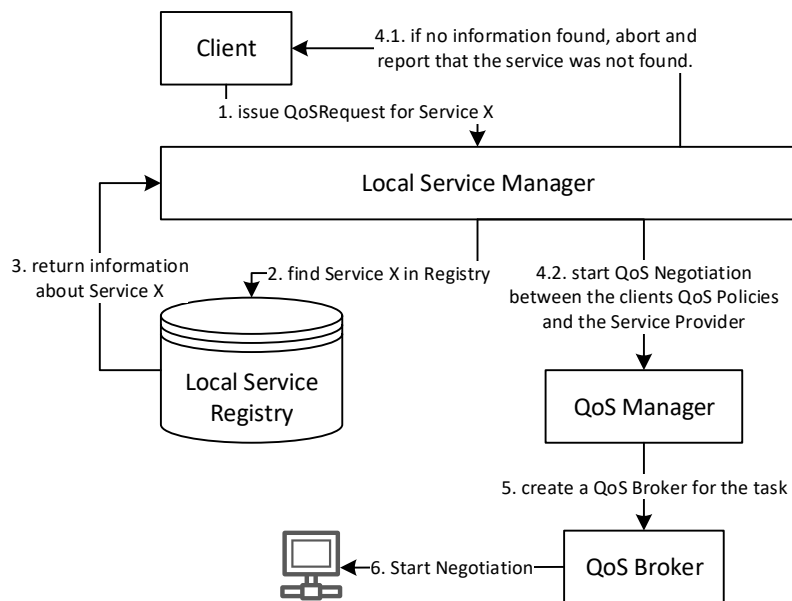 Client
4.1. if no information found, abort and
report that the service was not found.
1. issue QoSRequest for Service X
Local Service Manager
3. return information
about Service X
2. find Service X in Registry
4.2. start QoS Negotiation
between the clients QoS Policies
and the Service Provider
Local Service
Registry
QoS Manager
5. create a QoS Broker for the task
6. Start Negotiation
QoS Broker